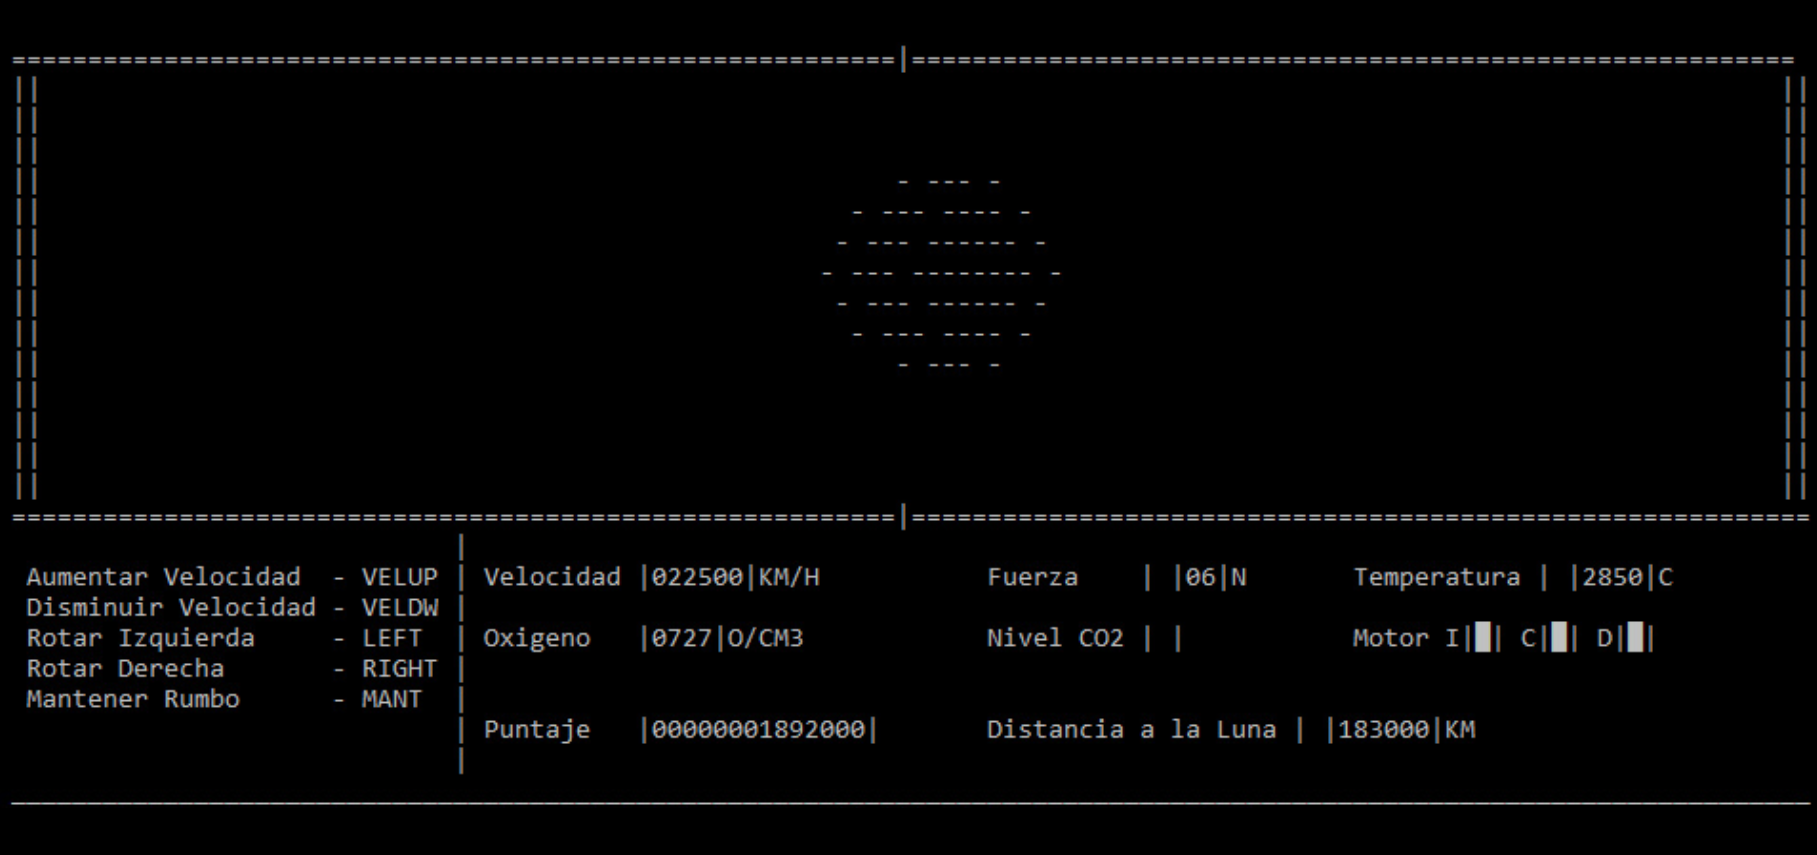 Aumentar Velocidad - VELUP | Velocidad |022500|KM/H Fuerza | |06|N Temperatura | |2850|C
Disminuir Velocidad - VELDW |
Rotar Izquierda - LEFT | Oxigeno |0727|O/CM3 Nivel CO2 | | Motor I|█| C|█| D|█|
Rotar Derecha - RIGHT |
Mantener Rumbo - MANT |
| Puntaje |00000001892000| Distancia a la Luna | |183000|KM